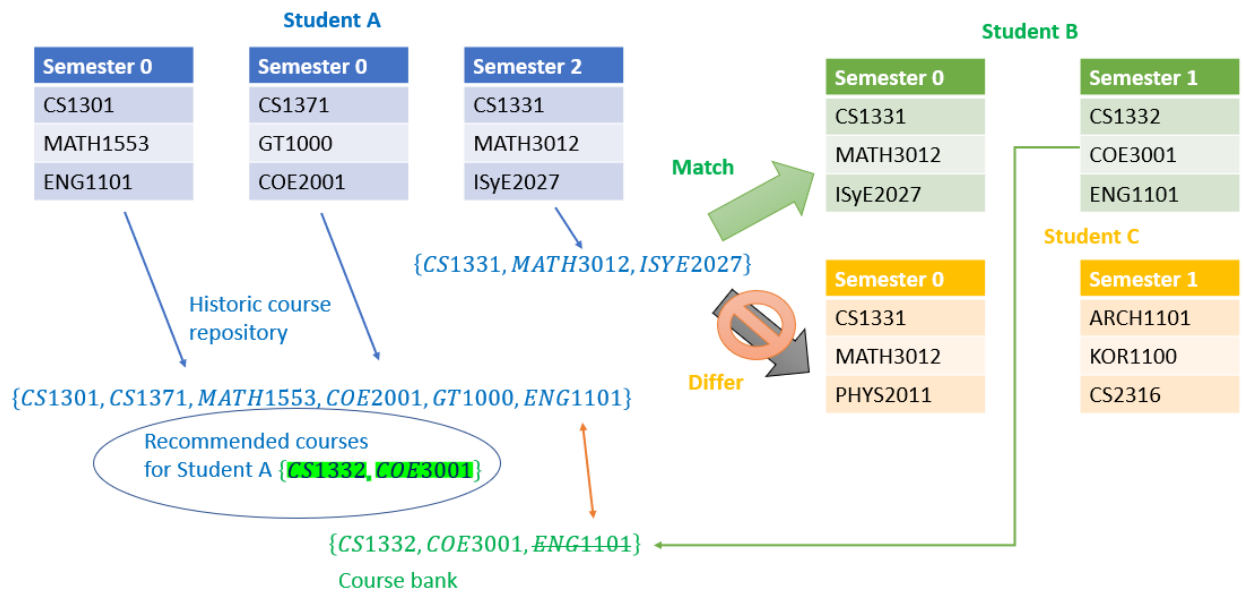 Student A
Semester 0
CS1301
MATH1553
ENG1101
Semester 0
CS1371
GT1000
COE2001
Semester 2
CS1331
MATH3012
ISyE2027
Student B
Semester 0
CS1331
MATH3012
ISyE2027
Semester 1
CS1332
COE3001
ENG1101
Match
{CS1331, MATH3012, ISYE2027}
Student C
Semester 0
CS1331
MATH3012
PHYS2011
Semester 1
ARCH1101
KOR1100
CS2316
Differ
Historic course
repository
{CS1301, CS1371, MATH1553, COE2001, GT1000, ENG1101}
Recommended courses
for Student A {CS1332, COE3001}
{CS1332, COE3001, ENG1101}
Course bank